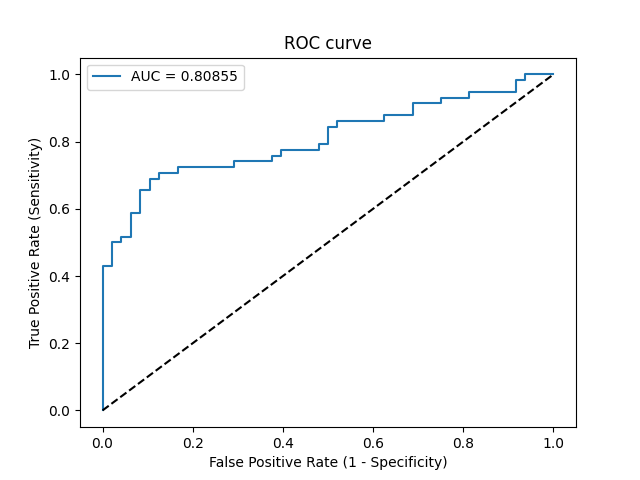 ROC curve
AUC = 0.80855
True Positive Rate (Sensitivity)
1.0
0.8
0.6
0.4
0.2
0.0
0.0 0.2 0.4 0.6 0.8 1.0
False Positive Rate (1 - Specificity)